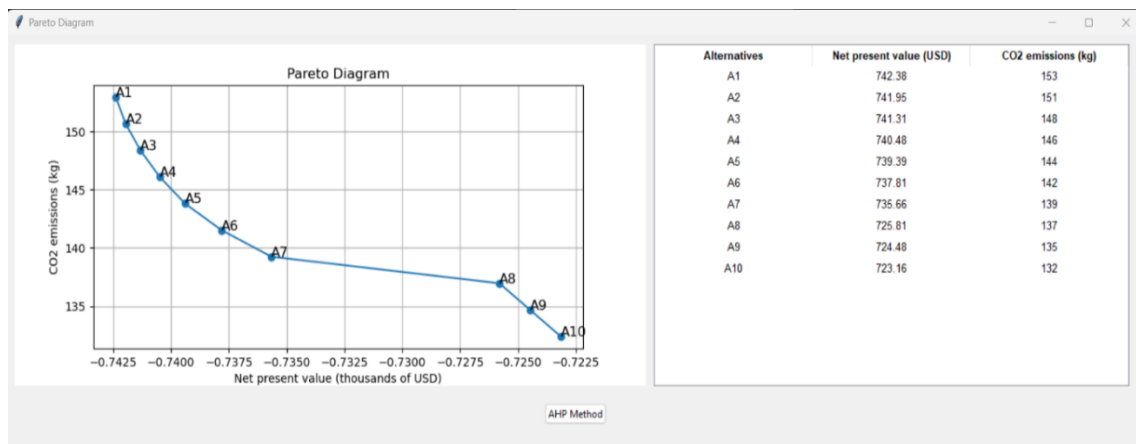 Pareto Diagram
Pareto Diagram
A1
A2
A3
A4
A5
A6
A7
A8
A9
A10
150
145
140
135
CO2 emissions (kg)
−0.7425 −0.7400 −0.7375 −0.7350 −0.7325 −0.7300 −0.7275 −0.7250 −0.7225
Net present value (thousands of USD)
Alternatives Net present value (USD) CO2 emissions (kg)
A1 742.38 153
A2 741.95 151
A3 741.31 148
A4 740.48 146
A5 739.39 144
A6 737.81 142
A7 735.66 139
A8 725.81 137
A9 724.48 135
A10 723.16 132
AHP Method